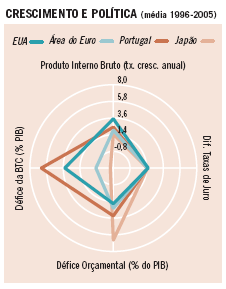 CRESCIMENTO E POLÍTICA (média 1996-2005)
EUA Área do Euro Portugal Japão
Produto Interno Bruto (tx. cresc. anual)
8,0
5,8
3,6
1,4
-0,8
Défice da BTC (% PIB)
Dif. Taxas de Juro
Défice Orçamental (% do PIB)